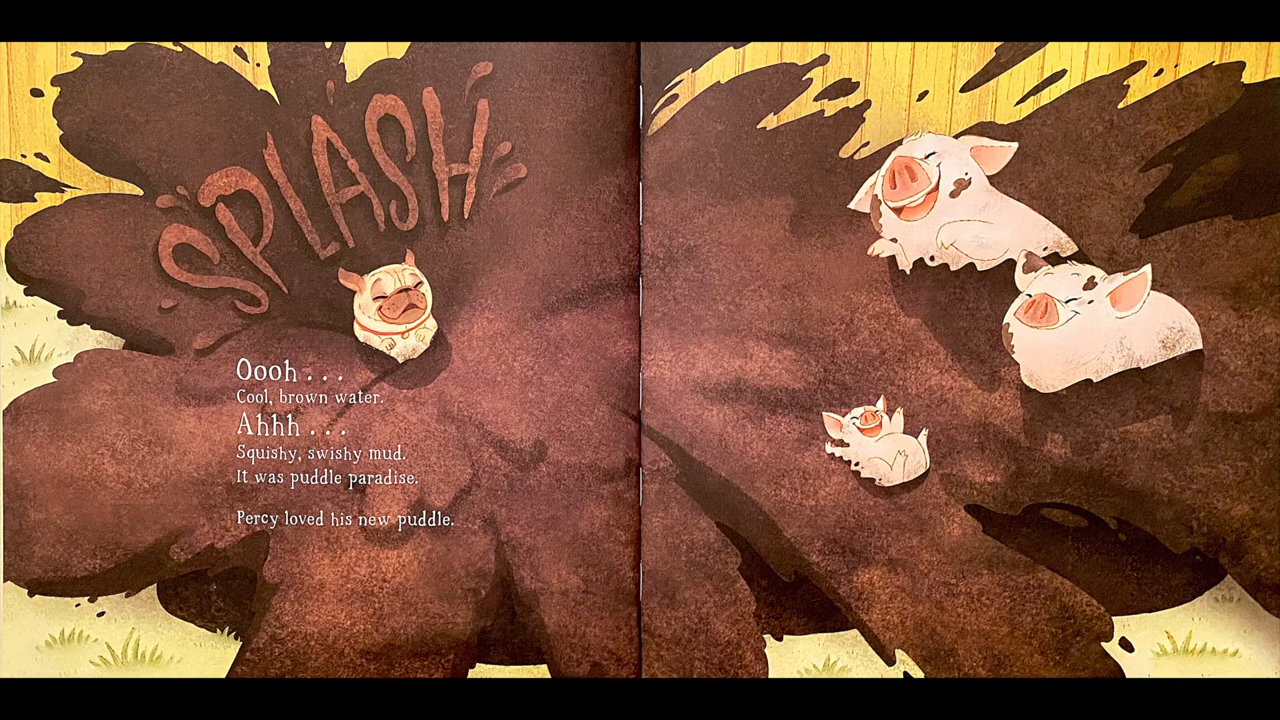 SPLASH
Oooh . . .
Cool, brown water.
Ahhh . . .
Squishy, swishy mud.
It was puddle paradise.
Percy loved his new puddle.